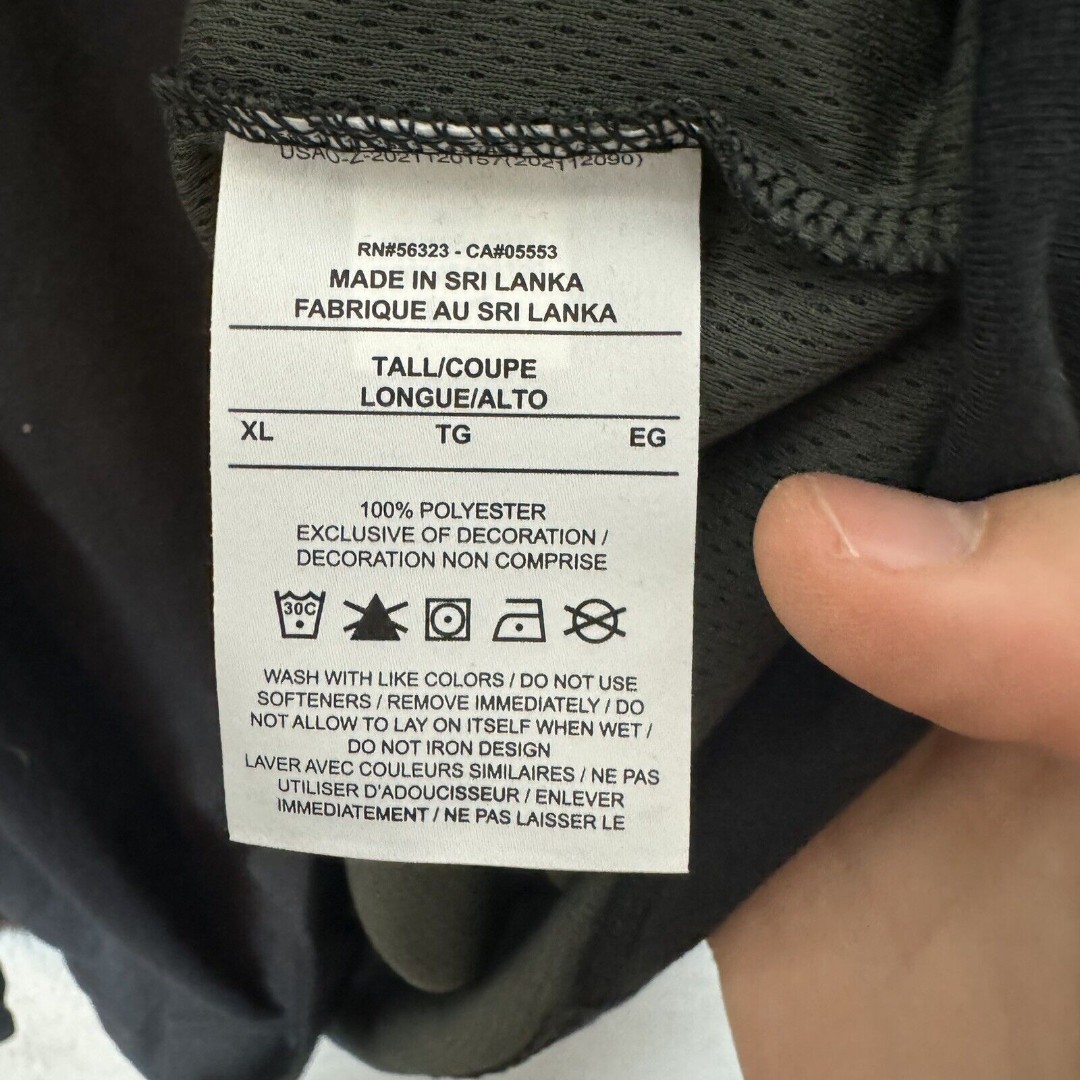 USAO-Z-2021120157(202112090)
RN#56323 - CA#05553
MADE IN SRI LANKA
FABRIQUE AU SRI LANKA
TALL/COUPE
LONGUE/ALTO
XL TG EG
100% POLYESTER
EXCLUSIVE OF DECORATION /
DECORATION NON COMPRISE
30C
WASH WITH LIKE COLORS / DO NOT USE
SOFTENERS / REMOVE IMMEDIATELY / DO
NOT ALLOW TO LAY ON ITSELF WHEN WET /
DO NOT IRON DESIGN
LAVER AVEC COULEURS SIMILAIRES / NE PAS
UTILISER D'ADOUCISSEUR / ENLEVER
IMMEDIATEMENT / NE PAS LAISSER LE